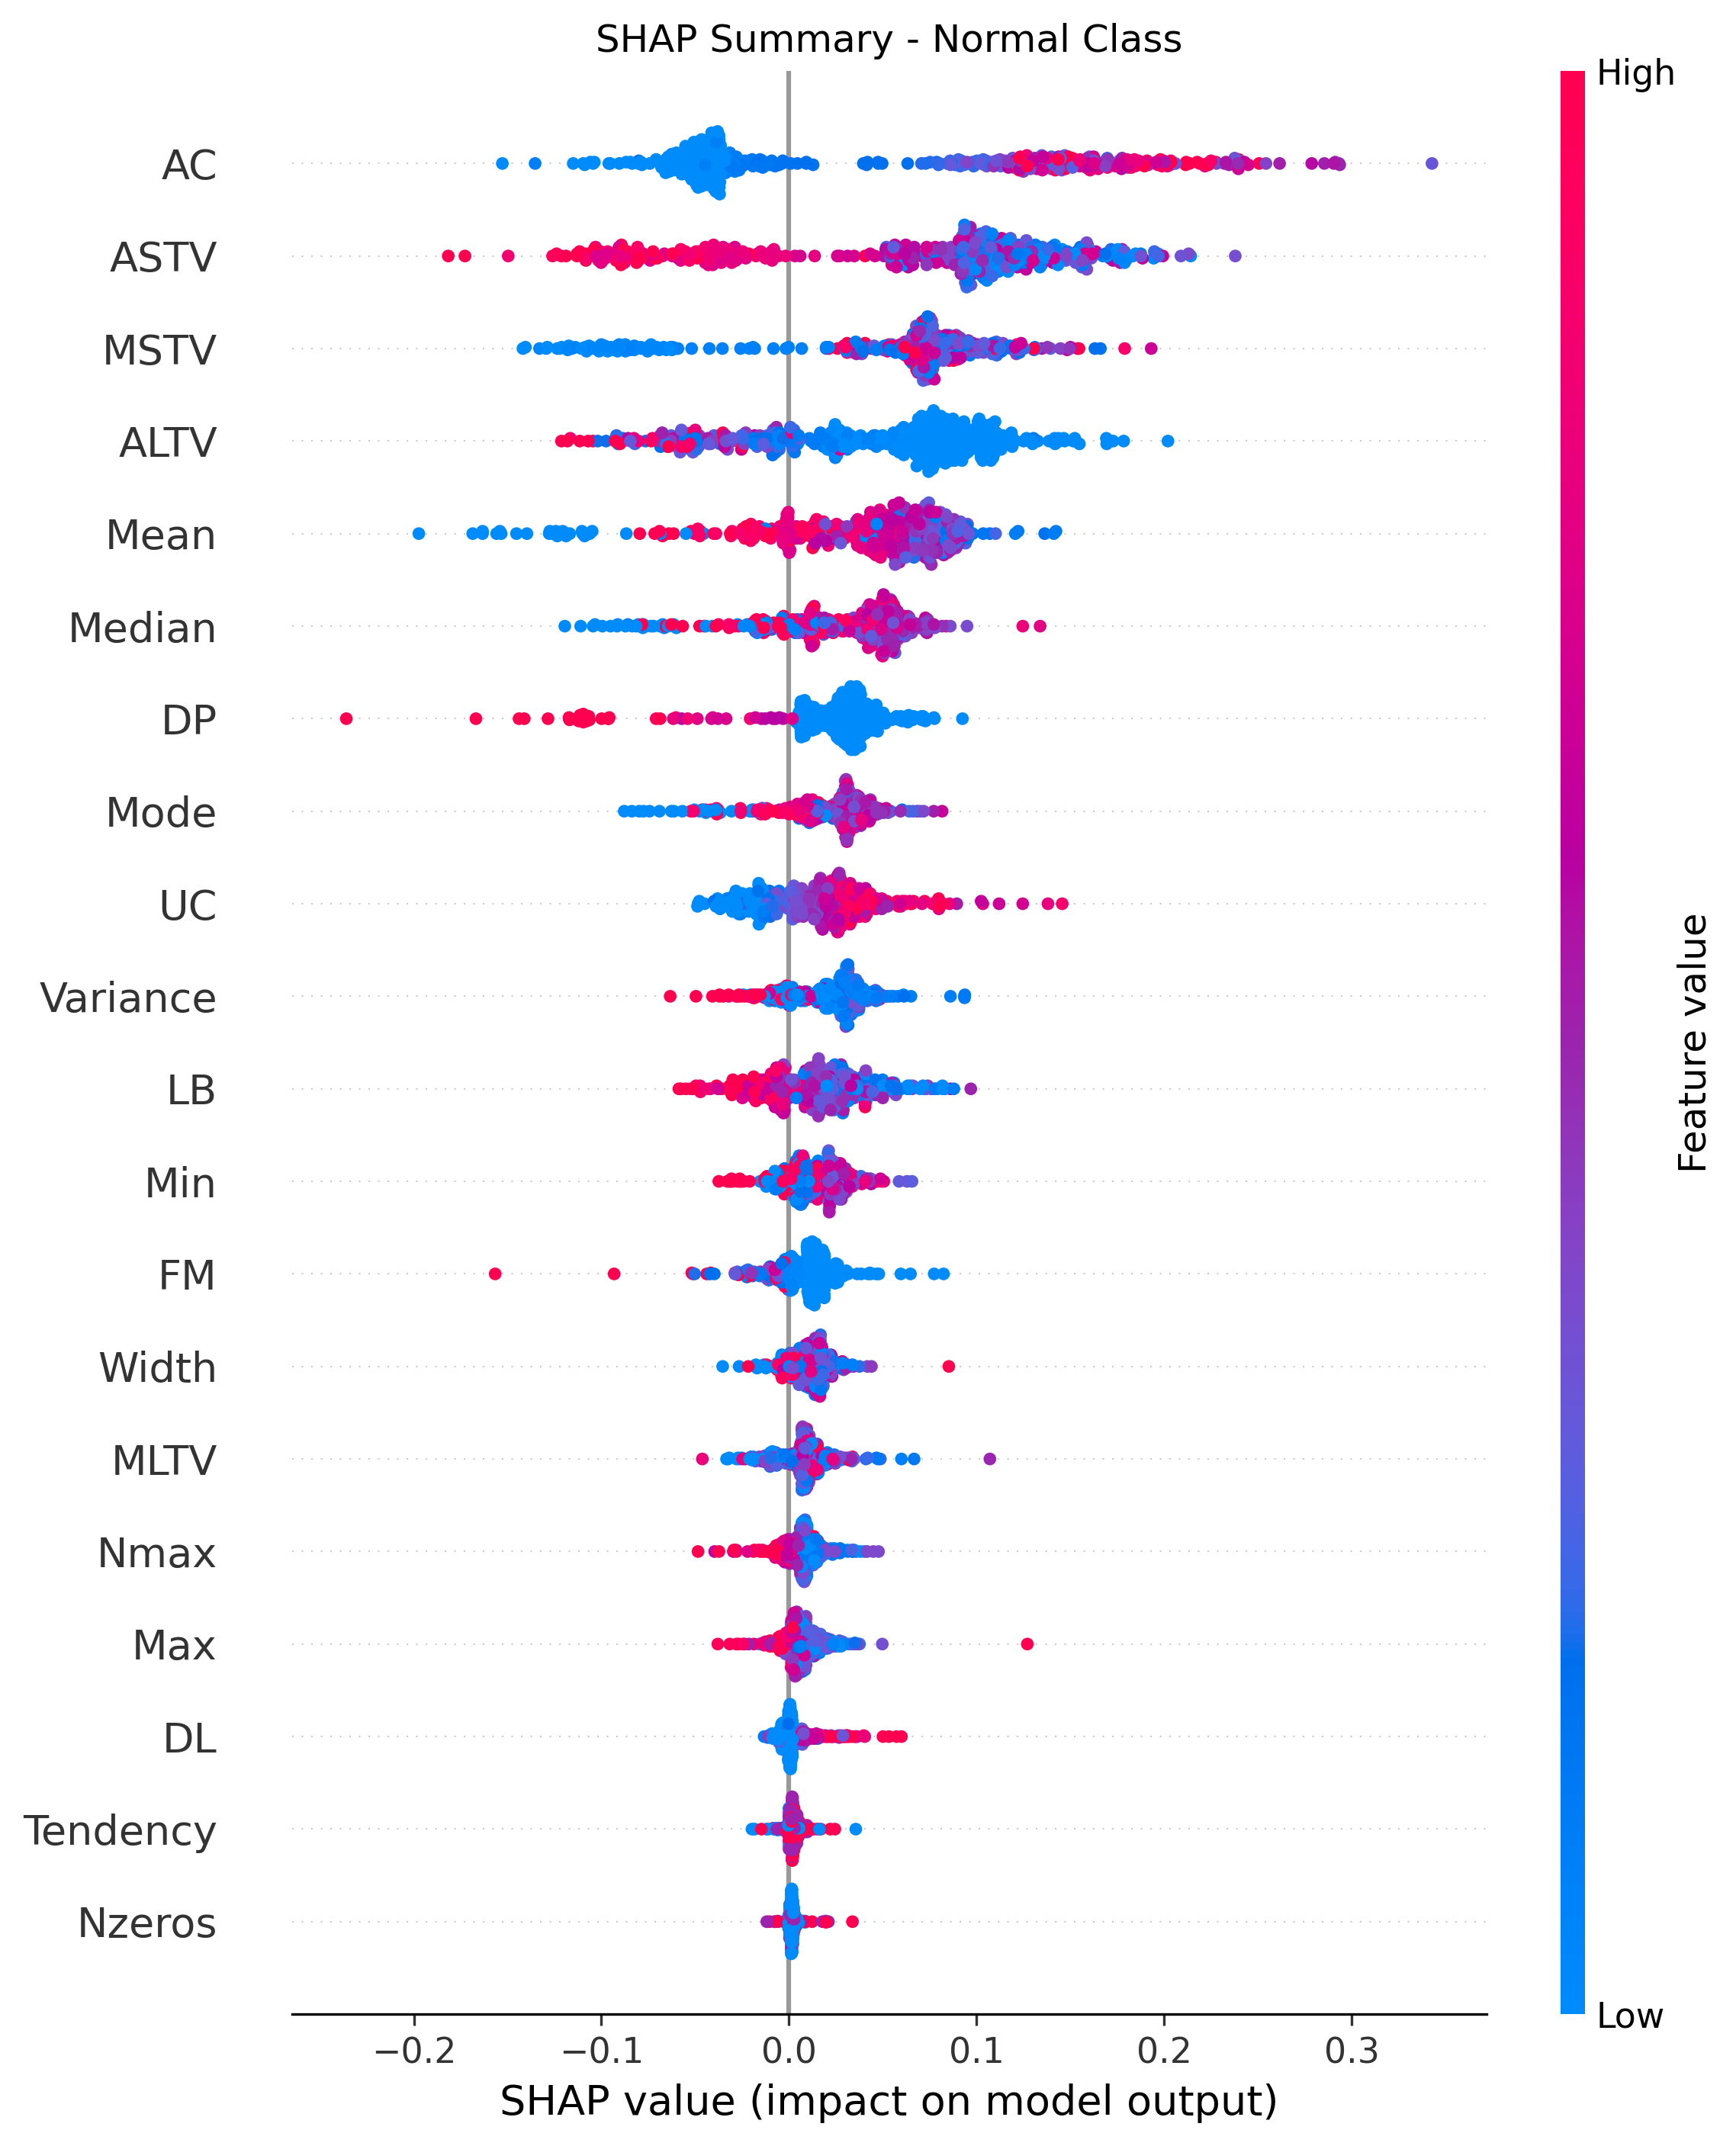 SHAP Summary - Normal Class
High
AC
ASTV
MSTV
ALTV
Mean
Median
DP
Mode
UC
Variance
LB
Min
FM
Width
MLTV
Nmax
Max
DL
Tendency
Nzeros
Feature value
Low
−0.2 −0.1 0.0 0.1 0.2 0.3
SHAP value (impact on model output)